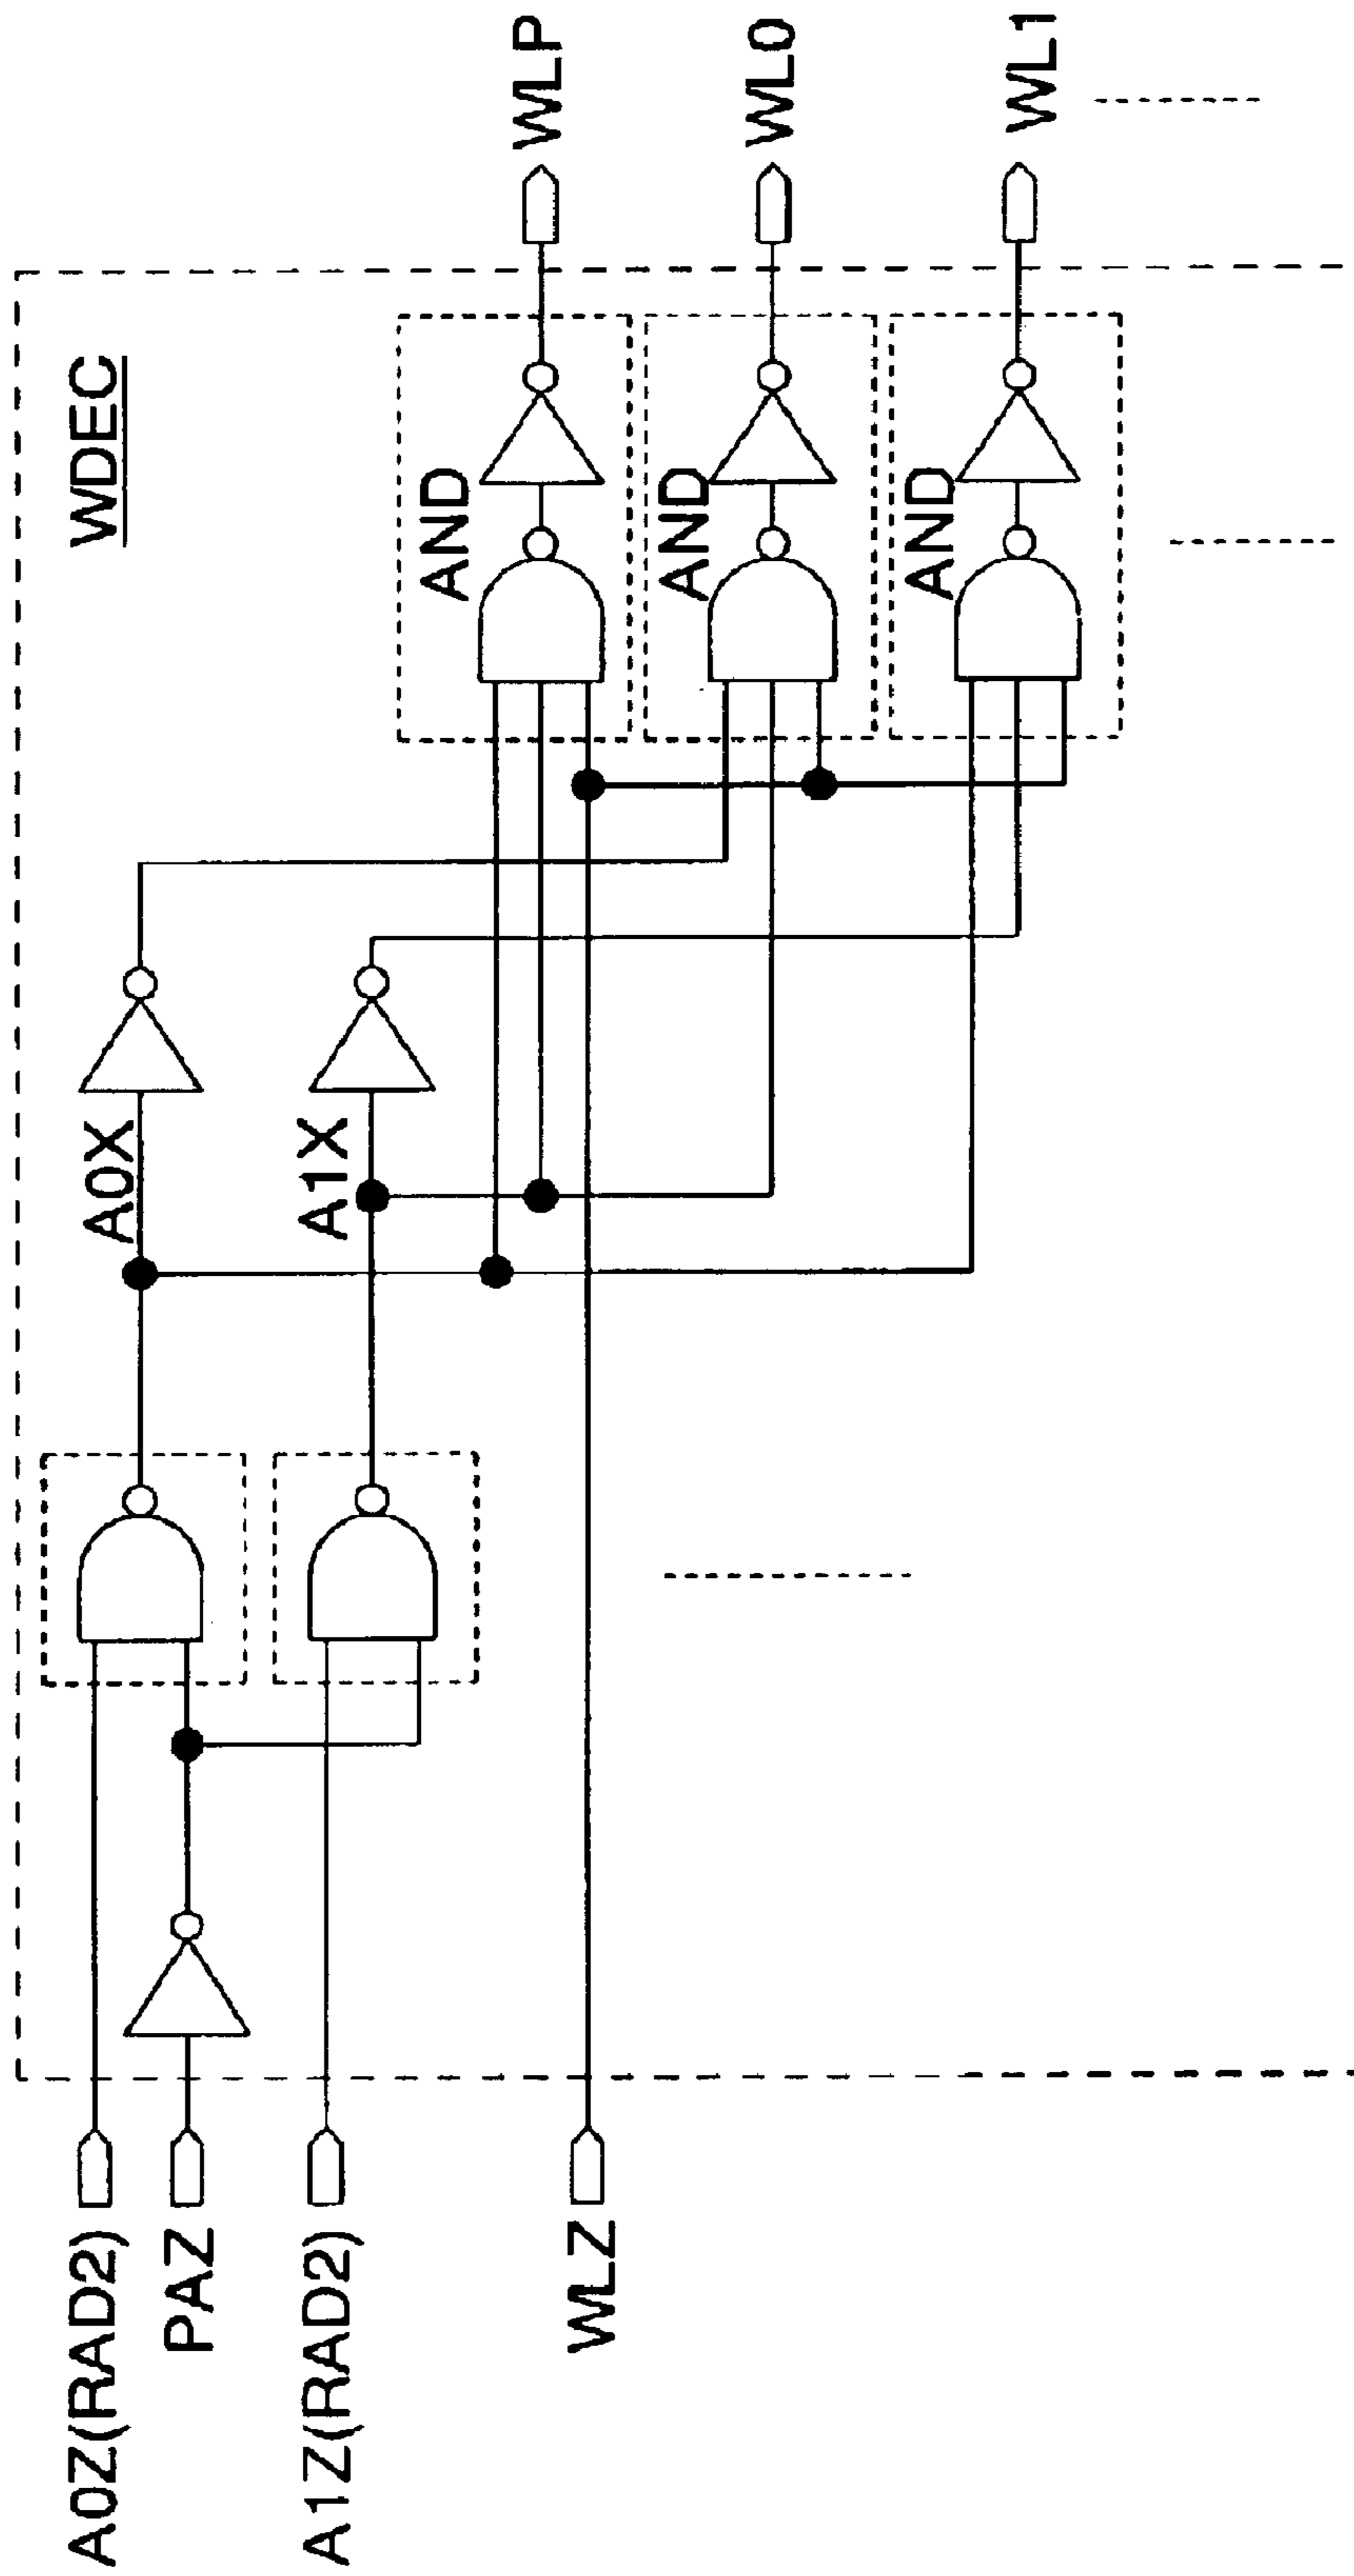 WDEC
A0Z(RAD2)
PAZ
A1Z(RAD2)
WLZ
A0X
A1X
AND
AND
AND
WLP
WL0
WL1